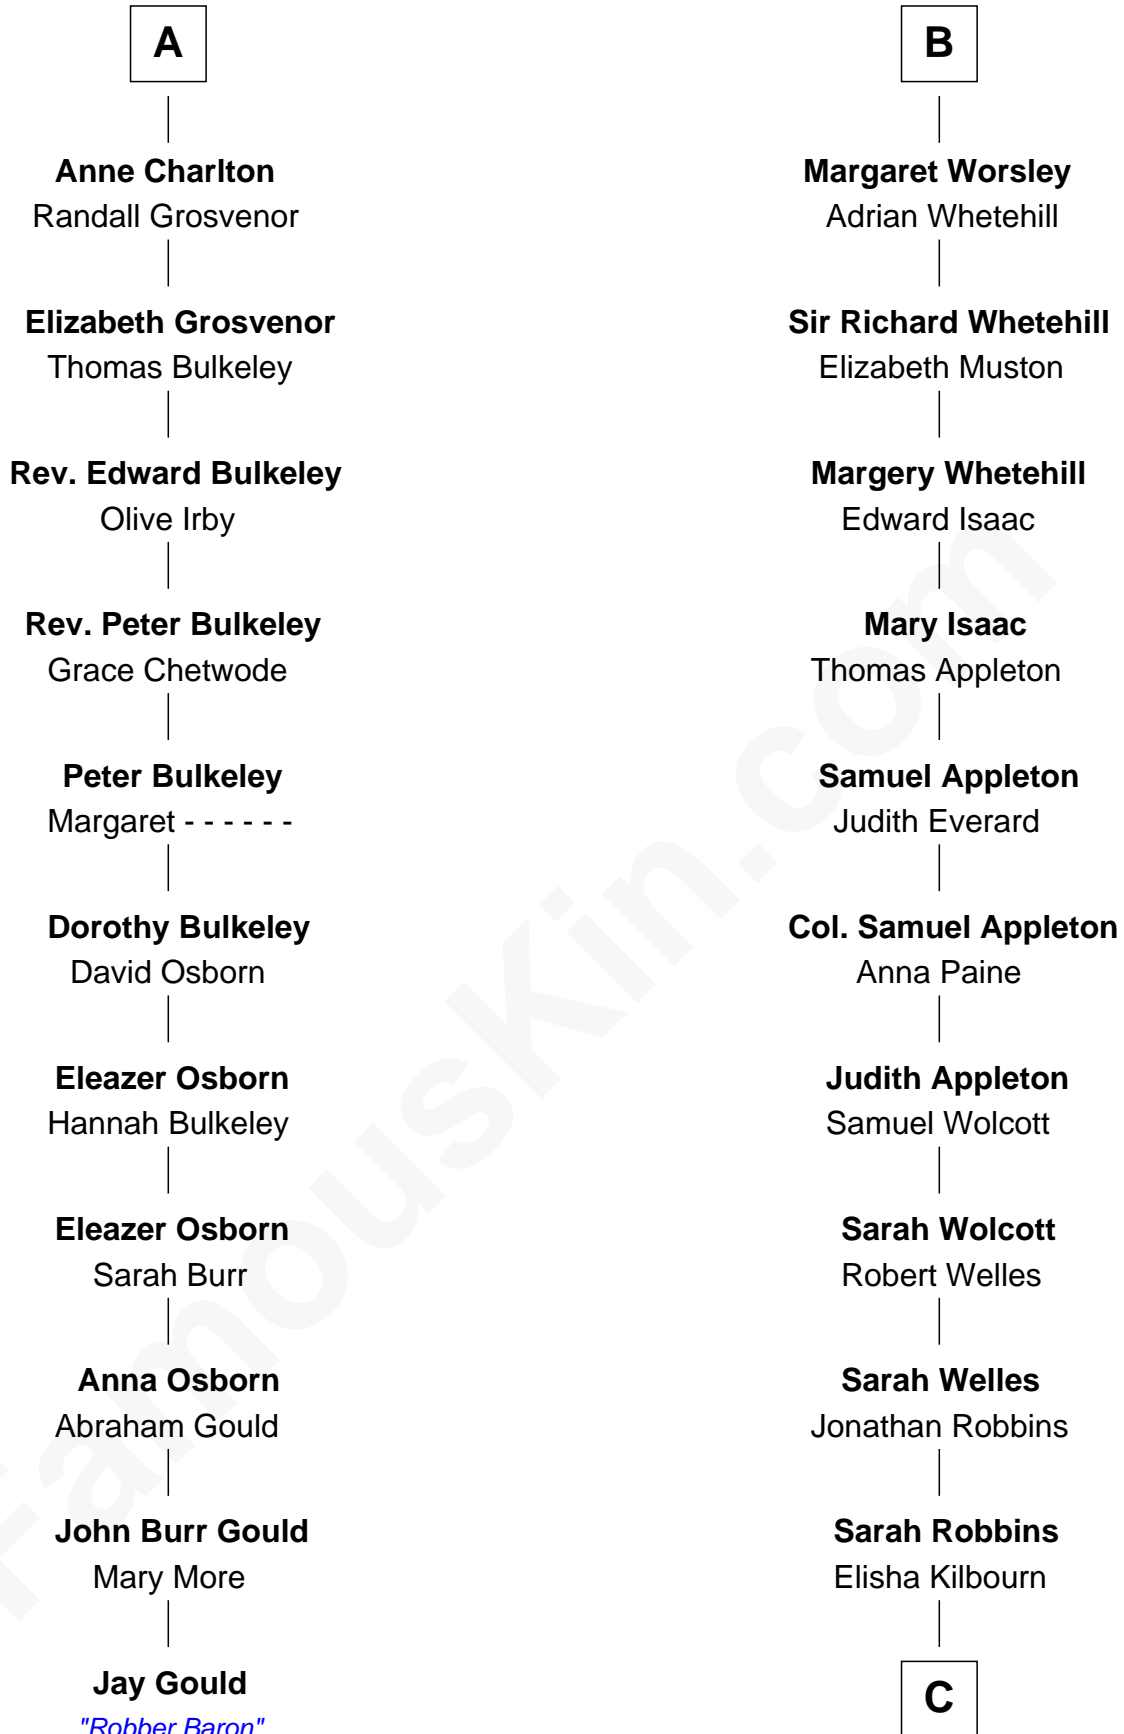 A
Anne Charlton
Randall Grosvenor
Elizabeth Grosvenor
Thomas Bulkeley
Rev. Edward Bulkeley
Olive Irby
Rev. Peter Bulkeley
Grace Chetwode
Peter Bulkeley
Margaret - - - - - -
Dorothy Bulkeley
David Osborn
Eleazer Osborn
Hannah Bulkeley
Eleazer Osborn
Sarah Burr
Anna Osborn
Abraham Gould
John Burr Gould
Mary More
Jay Gould
"Robber Baron"
B
Margaret Worsley
Adrian Whetehill
Sir Richard Whetehill
Elizabeth Muston
Margery Whetehill
Edward Isaac
Mary Isaac
Thomas Appleton
Samuel Appleton
Judith Everard
Col. Samuel Appleton
Anna Paine
Judith Appleton
Samuel Wolcott
Sarah Wolcott
Robert Welles
Sarah Welles
Jonathan Robbins
Sarah Robbins
Elisha Kilbourn
C
FamousKin.com